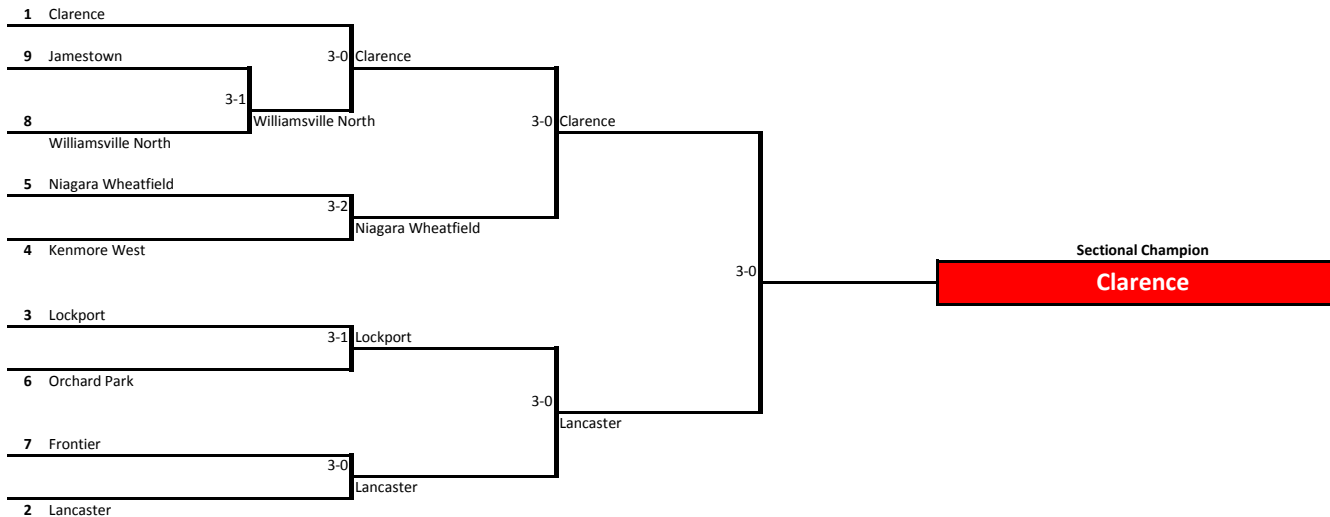 1 Clarence
9 Jamestown
3-0 Clarence
3-1
8
Williamsville North
3-0 Clarence
Williamsville North
5 Niagara Wheatfield
3-2
Niagara Wheatfield
4 Kenmore West
Sectional Champion
3-0
Clarence
3 Lockport
3-1 Lockport
6 Orchard Park
3-0
Lancaster
7 Frontier
3-0
Lancaster
2 Lancaster